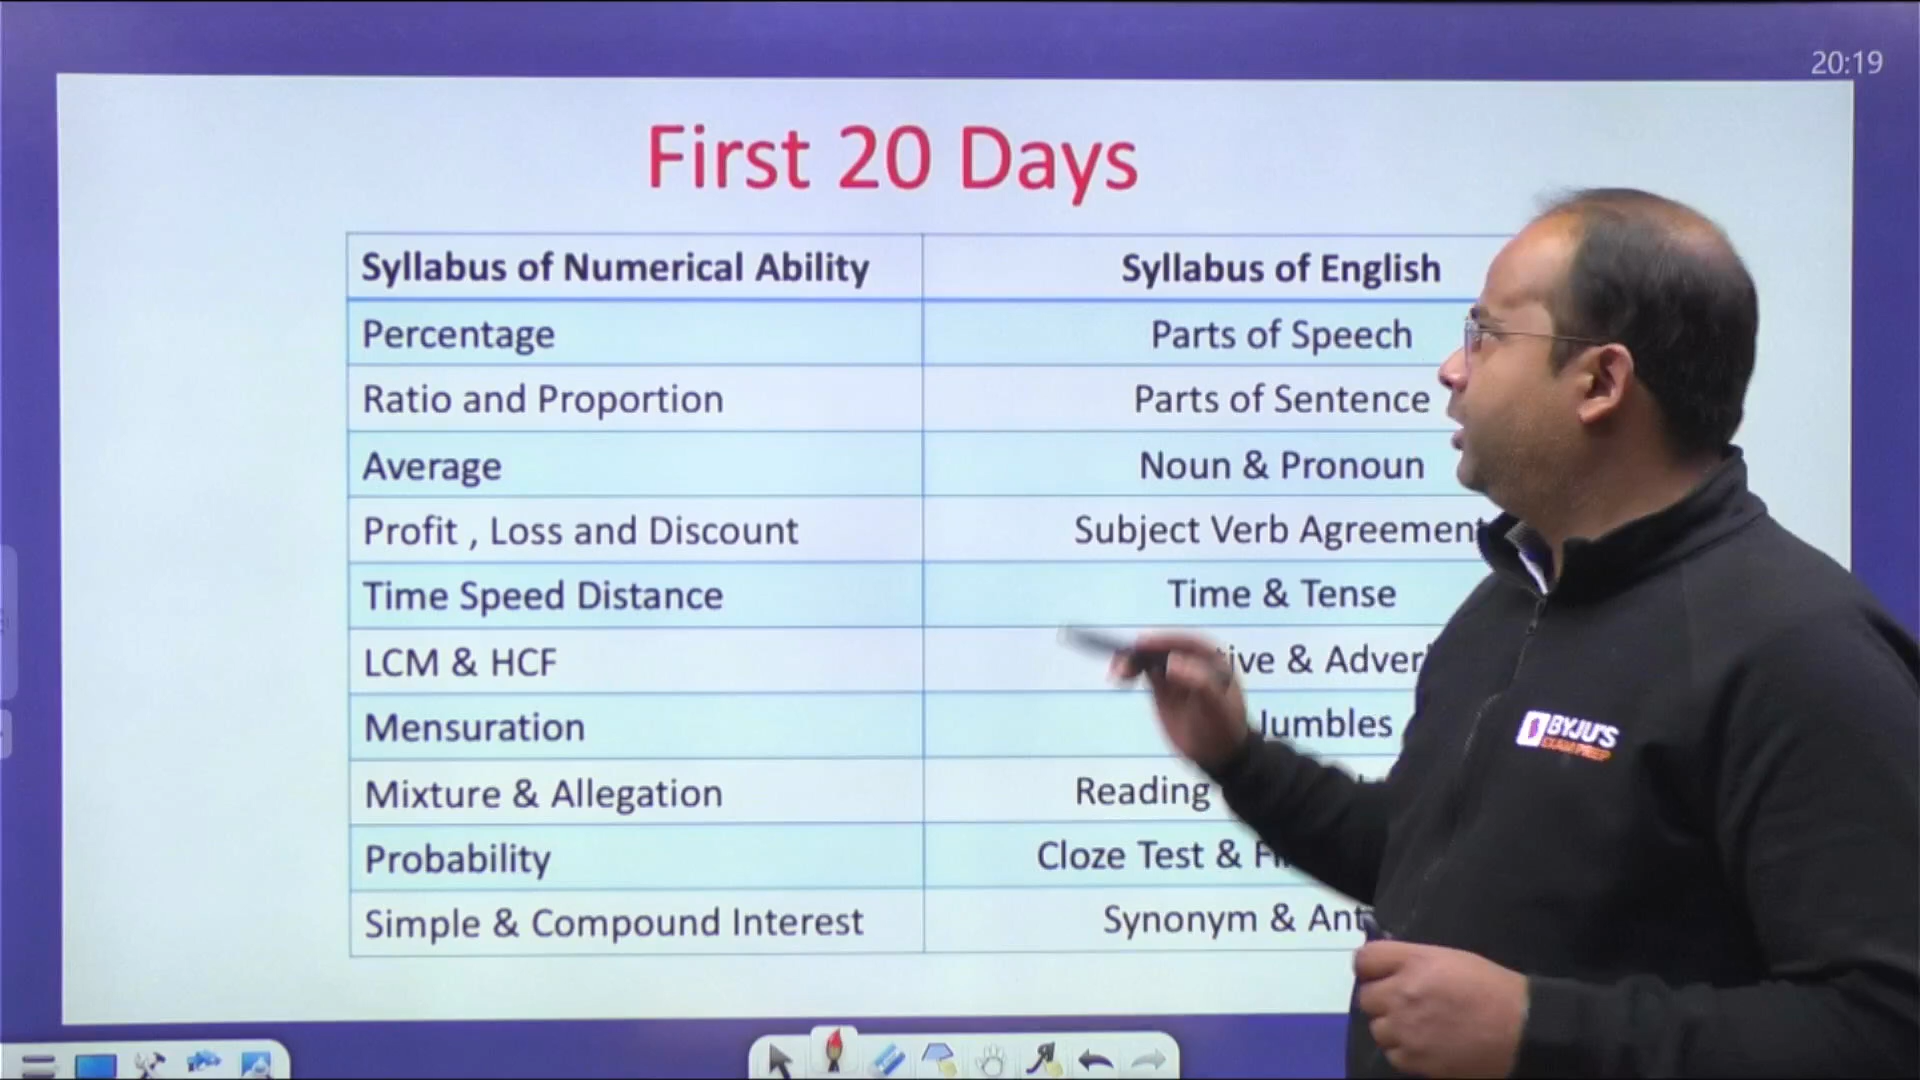 20:19
First 20 Days
Syllabus of Numerical Ability Syllabus of English
Percentage Parts of Speech
Ratio and Proportion Parts of Sentence
Average Noun & Pronoun
Profit , Loss and Discount Subject Verb Agreement
Time Speed Distance Time & Tense
LCM & HCF &
Mensuration Jumbles
Mixture & Allegation Reading
Probability Cloze Test &
Simple & Compound Interest Synonym &
BYJU'S
EXAM PREP